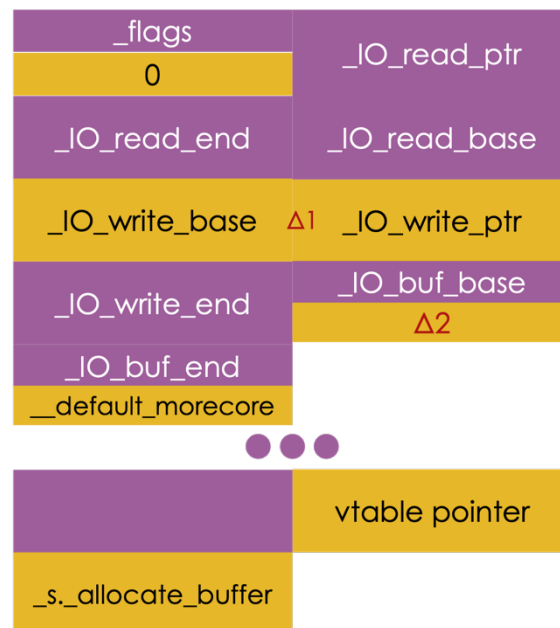 _flags
_IO_read_ptr
0
_IO_read_end
_IO_read_base
_IO_write_base
Δ1
_IO_write_ptr
_IO_write_end
_IO_buf_base
Δ2
_IO_buf_end
__default_morecore
vtable pointer
_s._allocate_buffer